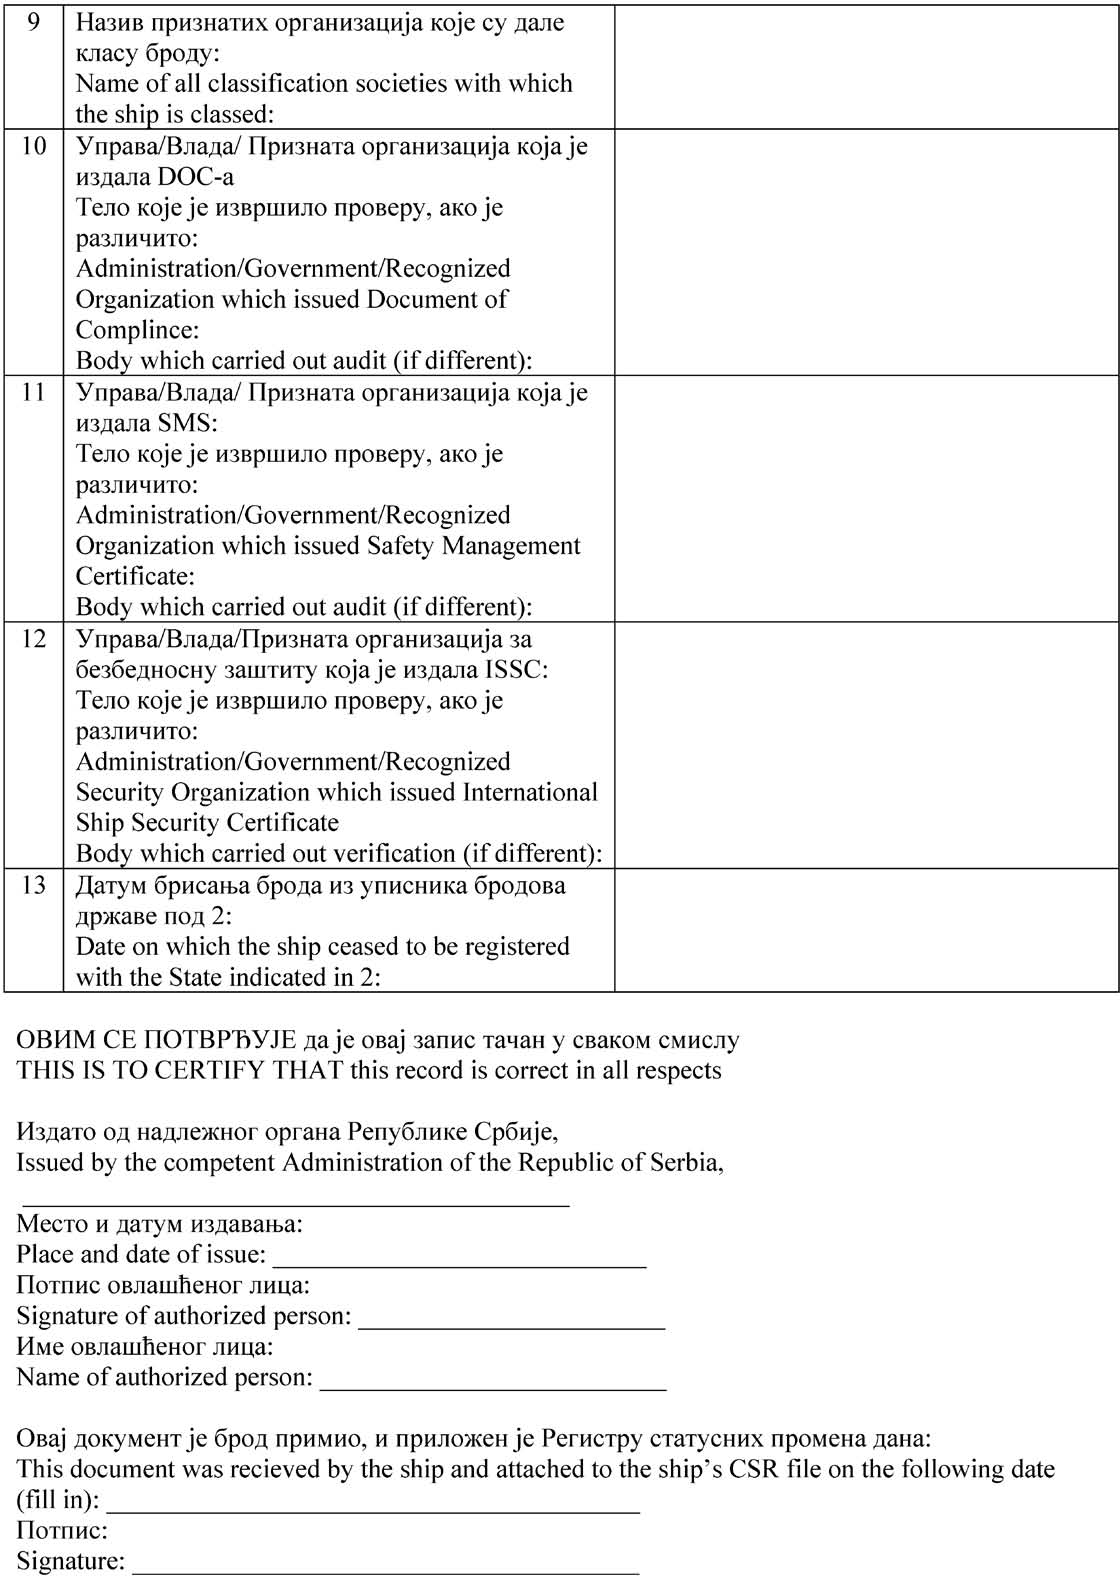 9 Назив признатих организација које су дале
класу броду:
Name of all classification societies with which
the ship is classed:
10 Управа/Влада/ Призната организација која је
издала DOC-а
Тело које је извршило проверу, ако је
различито:
Administration/Government/Recognized
Organization which issued Document of
Complince:
Body which carried out audit (if different):
11 Управа/Влада/ Призната организација која је
издала SMS:
Тело које је извршило проверу, ако је
различито:
Administration/Government/Recognized
Organization which issued Safety Management
Certificate:
Body which carried out audit (if different):
12 Управа/Влада/Призната организација за
безбедносну заштиту која је издала ISSC:
Тело које је извршило проверу, ако је
различито:
Administration/Government/Recognized
Security Organization which issued International
Ship Security Certificate
Body which carried out verification (if different):
13 Датум брисања брода из уписника бродова
државе под 2:
Date on which the ship ceased to be registered
with the State indicated in 2:
ОВИМ СЕ ПОТВРЂУЈЕ да је овај запис тачан у сваком смислу
THIS IS TO CERTIFY THAT this record is correct in all respects
Издато од надлежног органа Републике Србије,
Issued by the competent Administration of the Republic of Serbia,
Место и датум издавања:
Place and date of issue:
Потпис овлашћеног лица:
Signature of authorized person:
Име овлашћеног лица:
Name of authorized person:
Овај документ је брод примио, и приложен је Регистру статусних промена дана:
This document was recieved by the ship and attached to the ship’s CSR file on the following date
(fill in):
Потпис:
Signature: